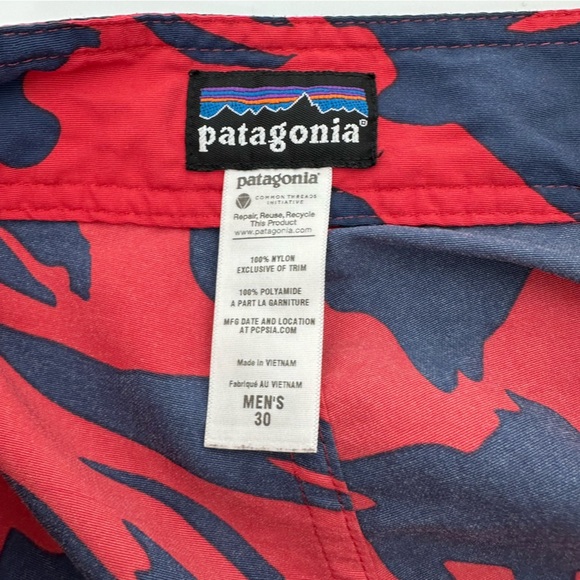 patagonia®
patagonia®
COMMON THREADS
INITIATIVE
Repair, Reuse, Recycle
This Product
www.patagonia.com
100% NYLON
EXCLUSIVE OF TRIM
100% POLYAMIDE
A PART LA GARNITURE
MFG DATE AND LOCATION
AT PCPSIA.COM
Made in VIETNAM
Fabriqué AU VIETNAM
MEN'S
30